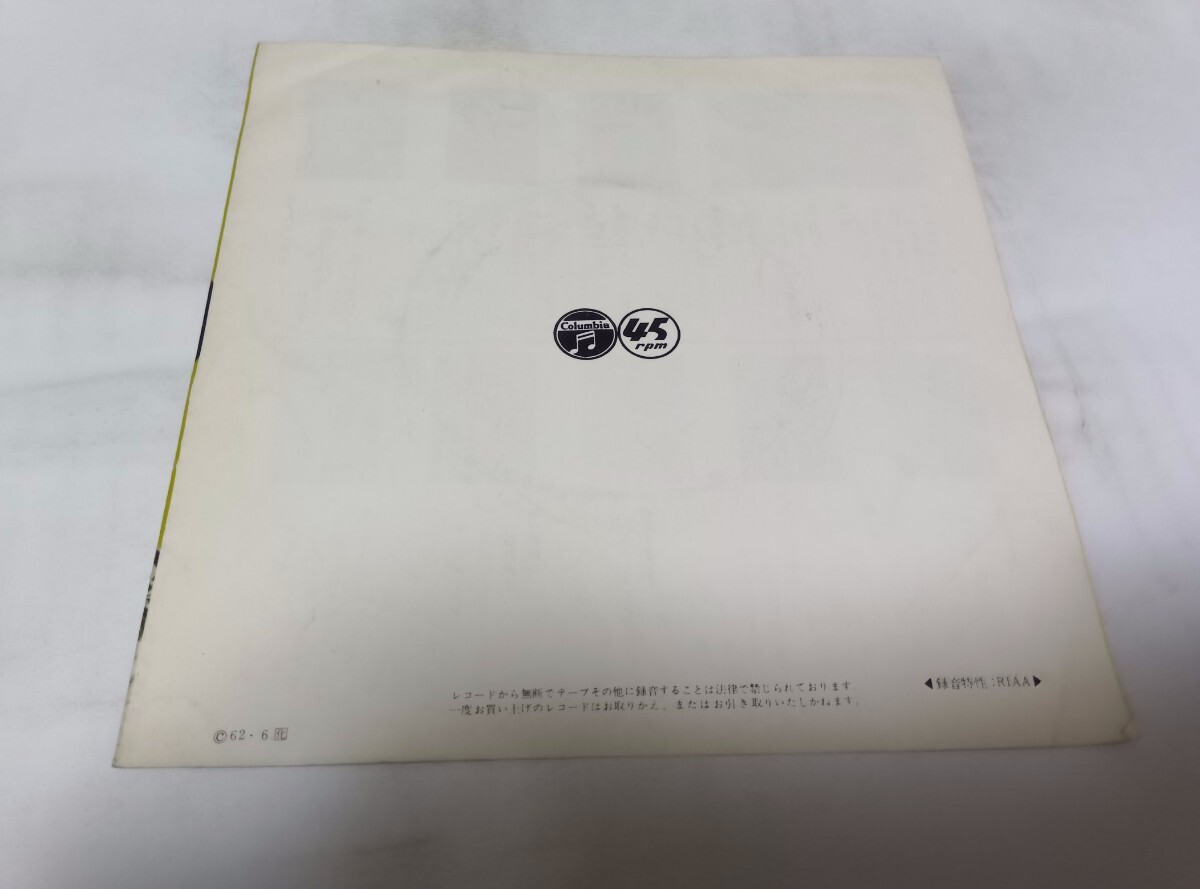 Columbia
45
rpm
◀録音特性:RIAA▶
レコードから無断でテープその他に録音することは法律で禁じられております.
一度お買い上げのレコードはお取りかえ、またはお引き取りいたしかねます.
©62・6